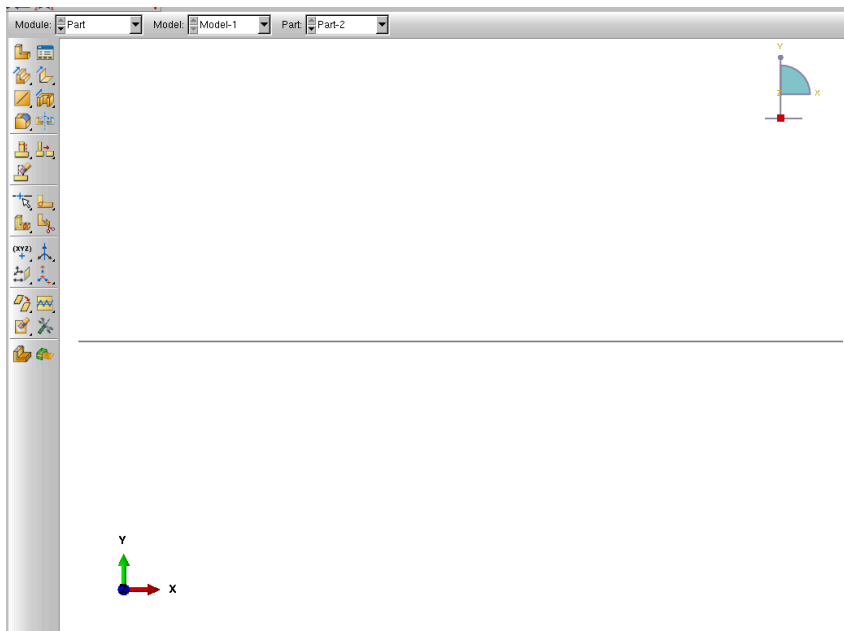 Module: Part Model: Model-1 Part: Part-2
Y
Z X
(XYZ)
Y
X